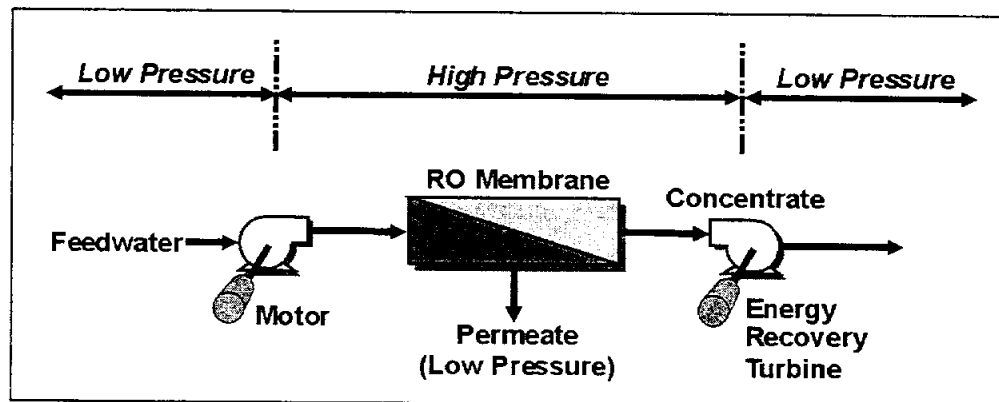 Low Pressure
High Pressure
Low Pressure
RO Membrane
Concentrate
Feedwater
Motor
Permeate
(Low Pressure)
Energy
Recovery
Turbine